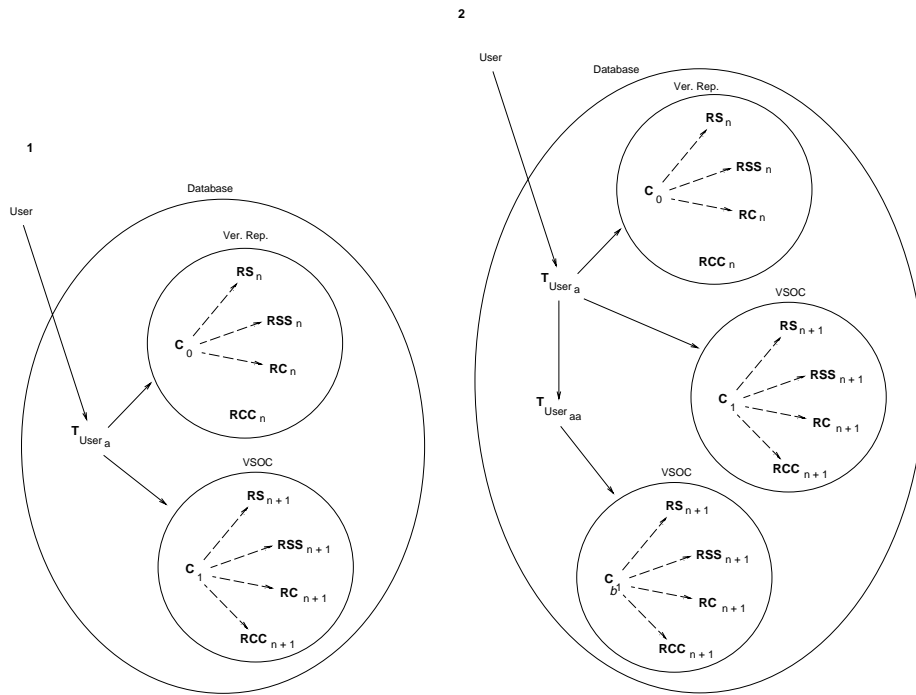 1
Database
User
Ver. Rep.
RS n
RSS n
C 0
RC n
RCC n
T User a
VSOC
RS n + 1
RSS n + 1
C 1
RC n + 1
RCC n + 1
2
User
Database
Ver. Rep.
RS n
RSS n
C 0
RC n
RCC n
T User a
VSOC
RS n + 1
RSS n + 1
C 1
RC n + 1
RCC n + 1
T User aa
VSOC
RS n + 1
RSS n + 1
C b1
RC n + 1
RCC n + 1